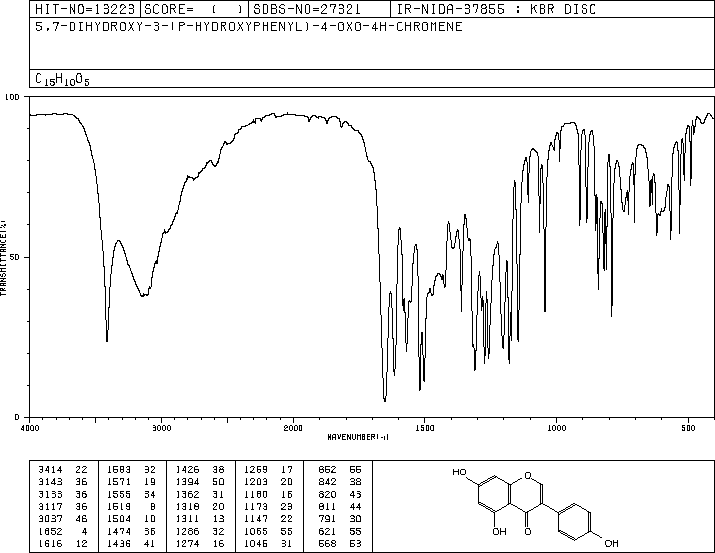 HIT-NO=13223 SCORE= ( ) SDBS-NO=27321 IR-NIDA-37855 : KBR DISC
5,7-DIHYDROXY-3-(P-HYDROXYPHENYL)-4-OXO-4H-CHROMENE
C15H10O5
100
50
0
TRANSMITTANCE(%)
4000 3000 2000 1500 1000 500
WAVENUMBER(-1)
3414 22 1583 32 1426 38 1259 17 852 55
3143 36 1571 19 1394 50 1203 20 842 38
3133 36 1555 34 1362 31 1180 16 820 43
3117 36 1519 8 1318 20 1173 23 811 44
3037 46 1504 10 1311 13 1147 22 791 30
1652 4 1474 36 1286 32 1065 55 621 55
1616 12 1436 41 1274 16 1046 31 568 53
HO
O
OH
O
OH